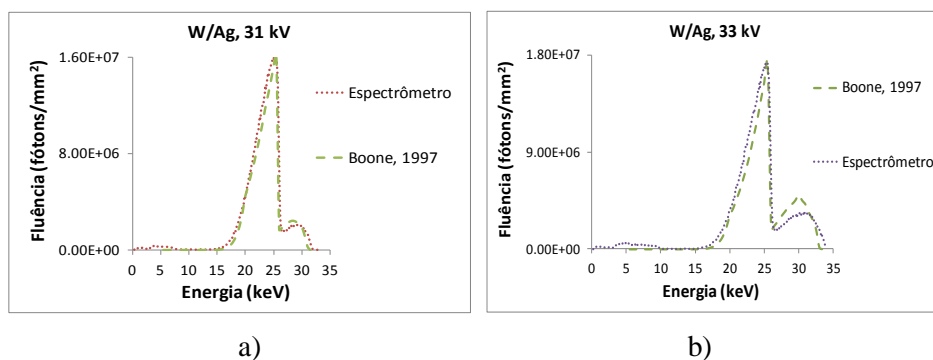 W/Ag, 31 kV
1.60E+07
8.00E+06
0.00E+00
Fluência (fótons/mm²)
0 5 10 15 20 25 30 35
Energia (keV)
Espectrômetro
Boone, 1997
a)
W/Ag, 33 kV
1.80E+07
9.00E+06
0.00E+00
Fluência (fótons/mm²)
0 5 10 15 20 25 30 35
Energia (keV)
Boone, 1997
Espectrômetro
b)